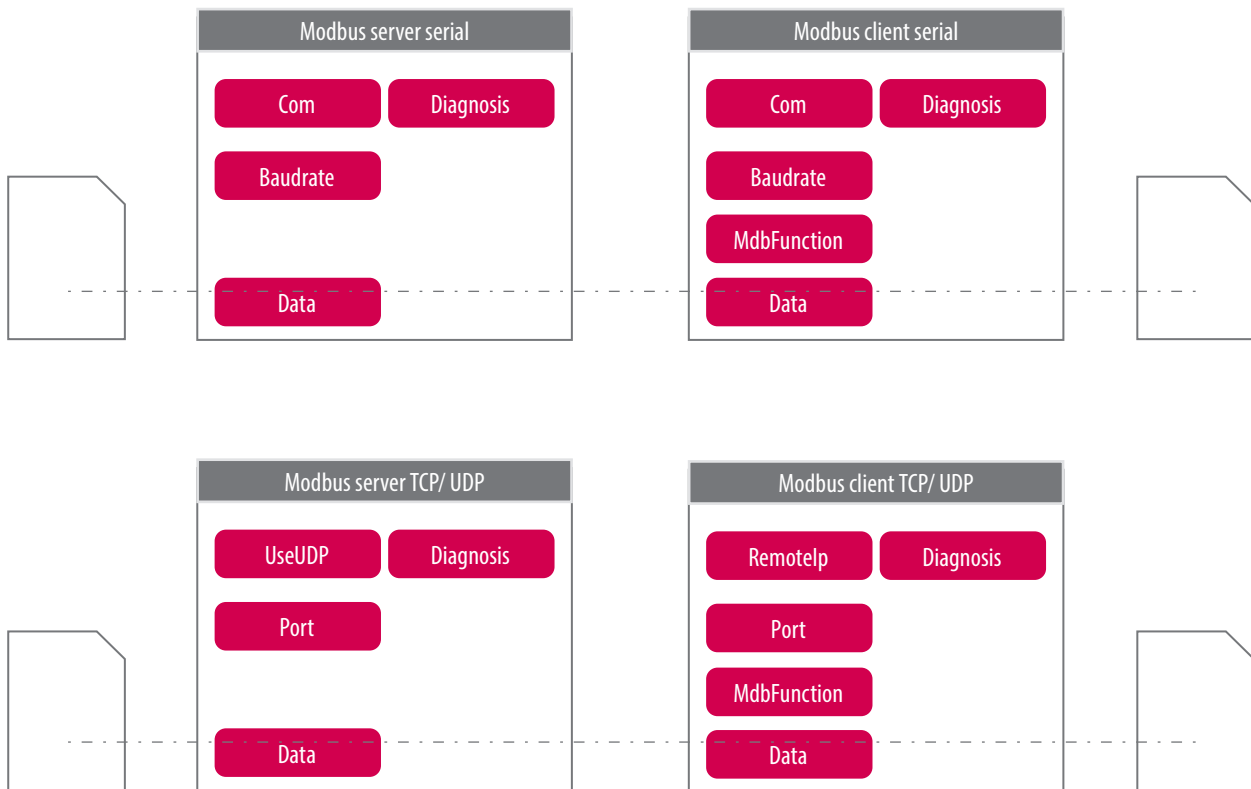 Modbus server serial
Com
Diagnosis
Baudrate
Data
Modbus client serial
Com
Diagnosis
Baudrate
MdbFunction
Data
Modbus server TCP/ UDP
UseUDP
Diagnosis
Port
Data
Modbus client TCP/ UDP
RemoteIp
Diagnosis
Port
MdbFunction
Data